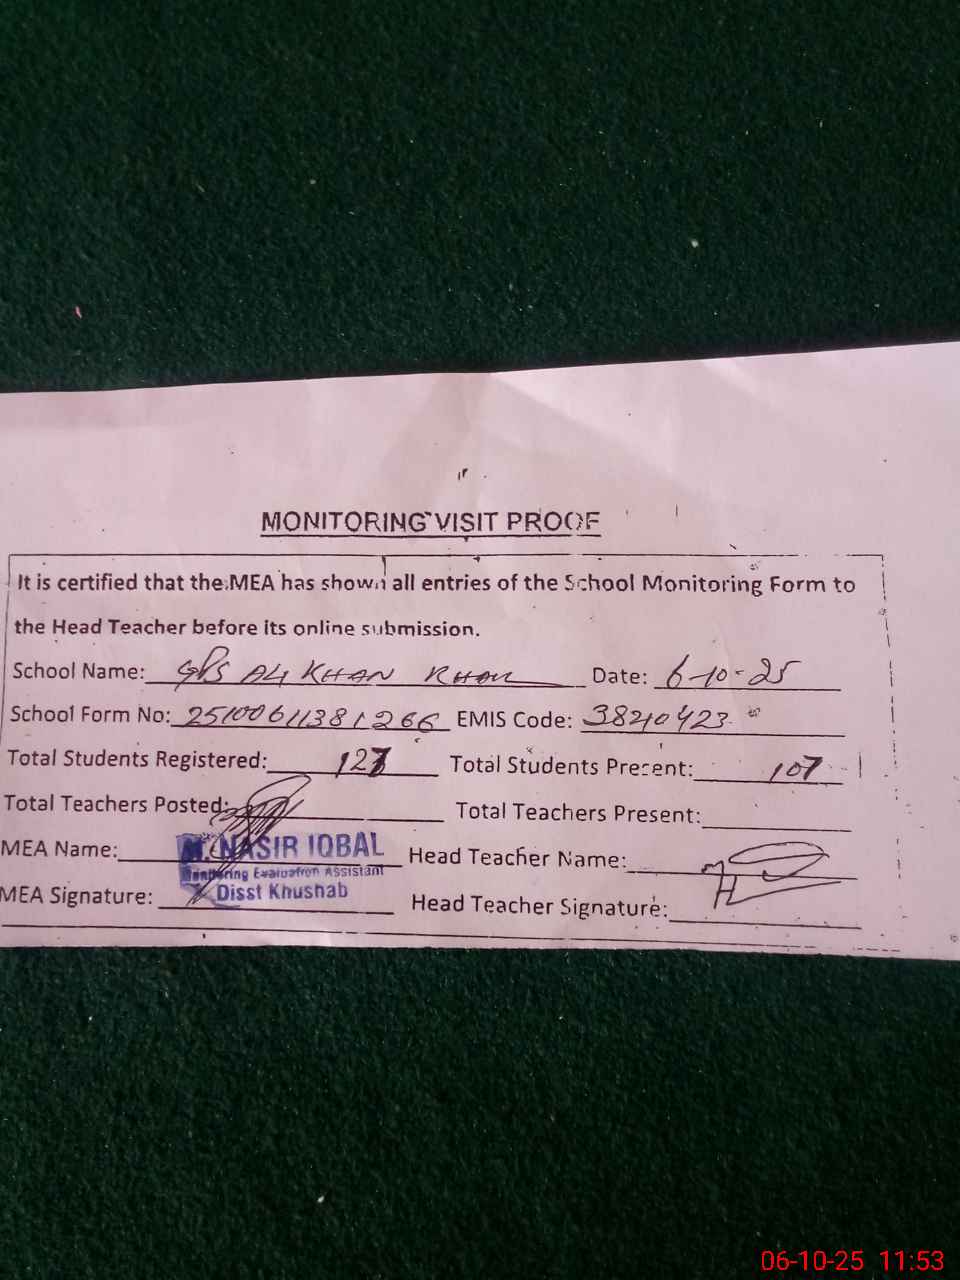 MONITORING VISIT PROOF
It is certified that the MEA has shown all entries of the School Monitoring Form to
the Head Teacher before its online submission.
School Name: GPS ALI KHAN Date: 6-10-25
School Form No: 25100611381266 EMIS Code: 38210423
Total Students Registered: 127 Total Students Present: 107
Total Teachers Posted: Total Teachers Present:
MEA Name: M. NASIR IQBAL Head Teacher Name:
Monitoring Evaluation Assistant
MEA Signature: Disst Khushab Head Teacher Signature:
06-10-25 11:53